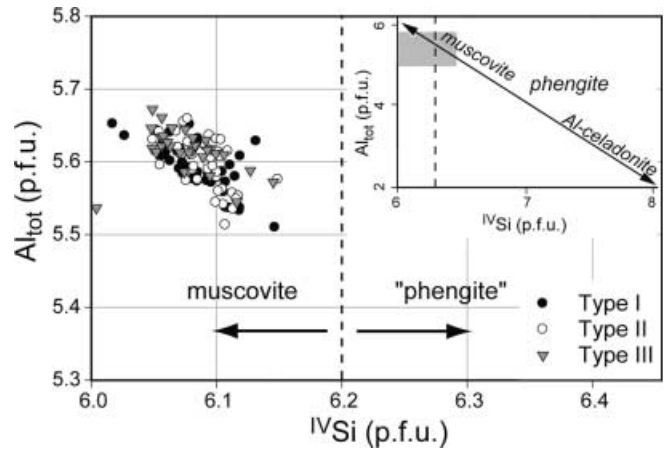 5.8
5.7
5.6
5.5
5.4
5.3
Al_tot (p.f.u.)
6.0
6.1
6.2
6.3
6.4
^IV Si (p.f.u.)
muscovite
"phengite"
Type I
Type II
Type III
6
4
2
Al_tot (p.f.u.)
6
7
8
^IV Si (p.f.u.)
muscovite
phengite
Al-celadonite